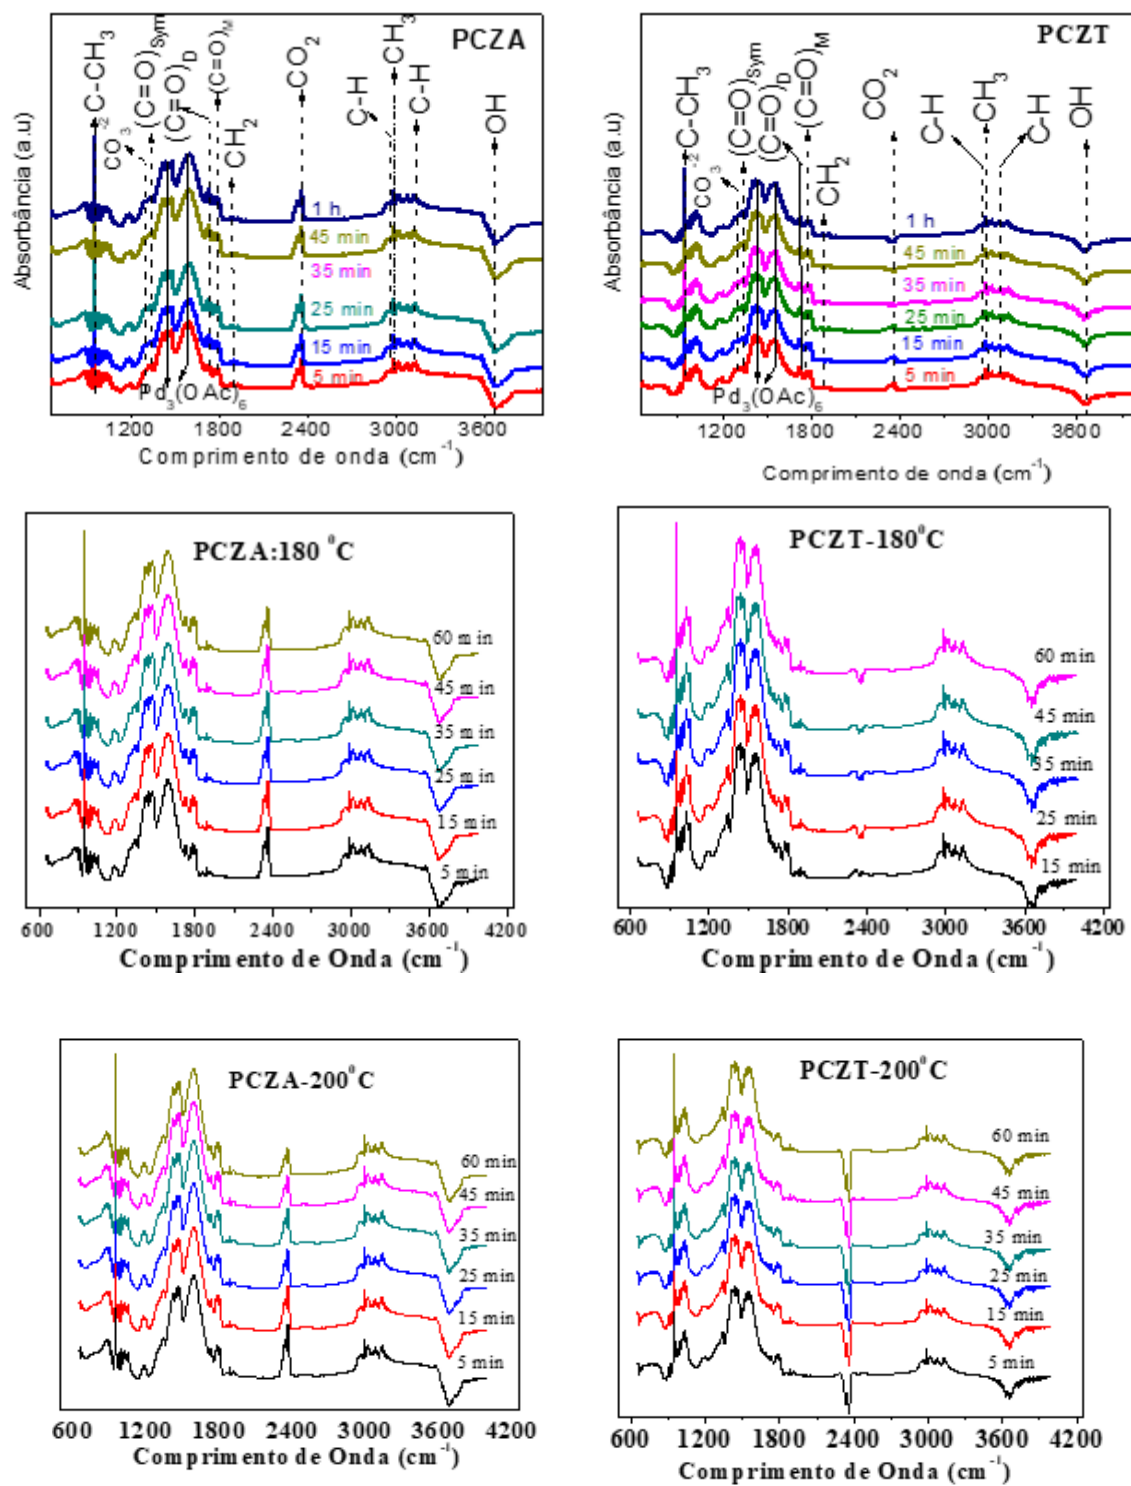 PCZA
C-CH3
CO3-2
(C=O)Sym
(C=O)D
(C=O)M
CH2
CO2
C-H
CH3
C-H
OH
Absorbância (a.u)
1 h
45 min
35 min
25 min
15 min
5 min
Pd3(OAc)6
1200 1800 2400 3000 3600
Comprimento de onda (cm-1)
PCZT
C-CH3
CO3-2
(C=O)Sym
(C=O)D
(C=O)M
CH2
CO2
C-H
CH3
C-H
OH
Absorbância (a.u)
1 h
45 min
35 min
25 min
15 min
5 min
Pd3(OAc)6
1200 1800 2400 3000 3600
Comprimento de onda (cm-1)
PCZA:180 0C
60 min
45 min
35 min
25 min
15 min
5 min
600 1200 1800 2400 3000 3600 4200
Comprimento de Onda (cm-1)
PCZT-1800C
60 min
45 min
35 min
25 min
15 min
600 1200 1800 2400 3000 3600 4200
Comprimento de Onda (cm-1)
PCZA-2000C
60 min
45 min
35 min
25 min
15 min
5 min
600 1200 1800 2400 3000 3600 4200
Comprimento de Onda (cm-1)
PCZT-2000C
60 min
45 min
35 min
25 min
15 min
5 min
600 1200 1800 2400 3000 3600 4200
Comprimento de Onda (cm-1)